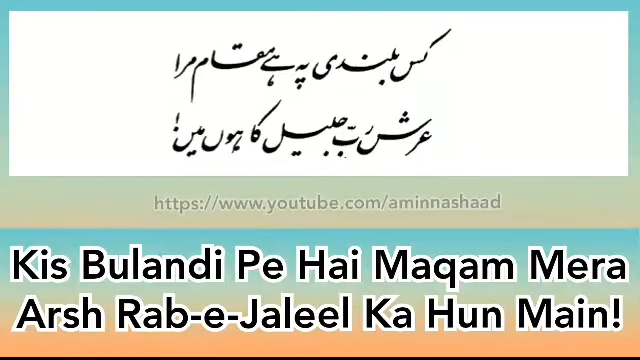 کس بلندی پہ ہے مقام مرا
عرش ربّ جلیل کا ہوں میں!
https://www.youtube.com/aminnashaad
Kis Bulandi Pe Hai Maqam Mera
Arsh Rab-e-Jaleel Ka Hun Main!